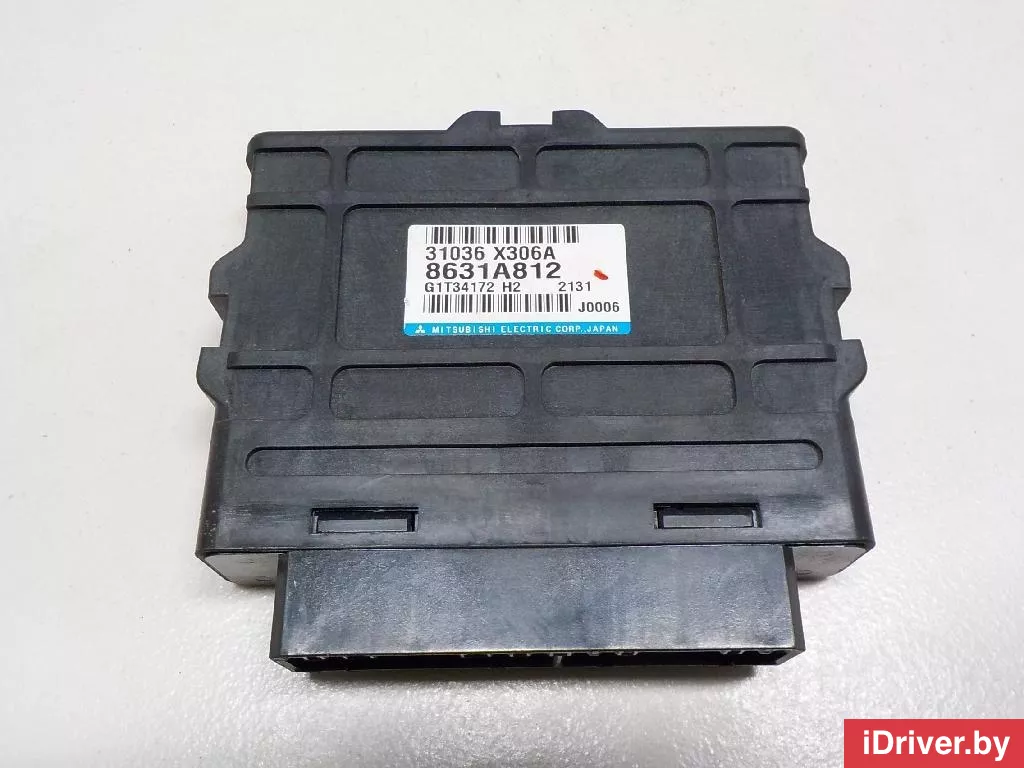 31036 X306A
8631A812
G1T34172 H2 2131
J0006
MITSUBISHI ELECTRIC CORP.,JAPAN
iDriver.by